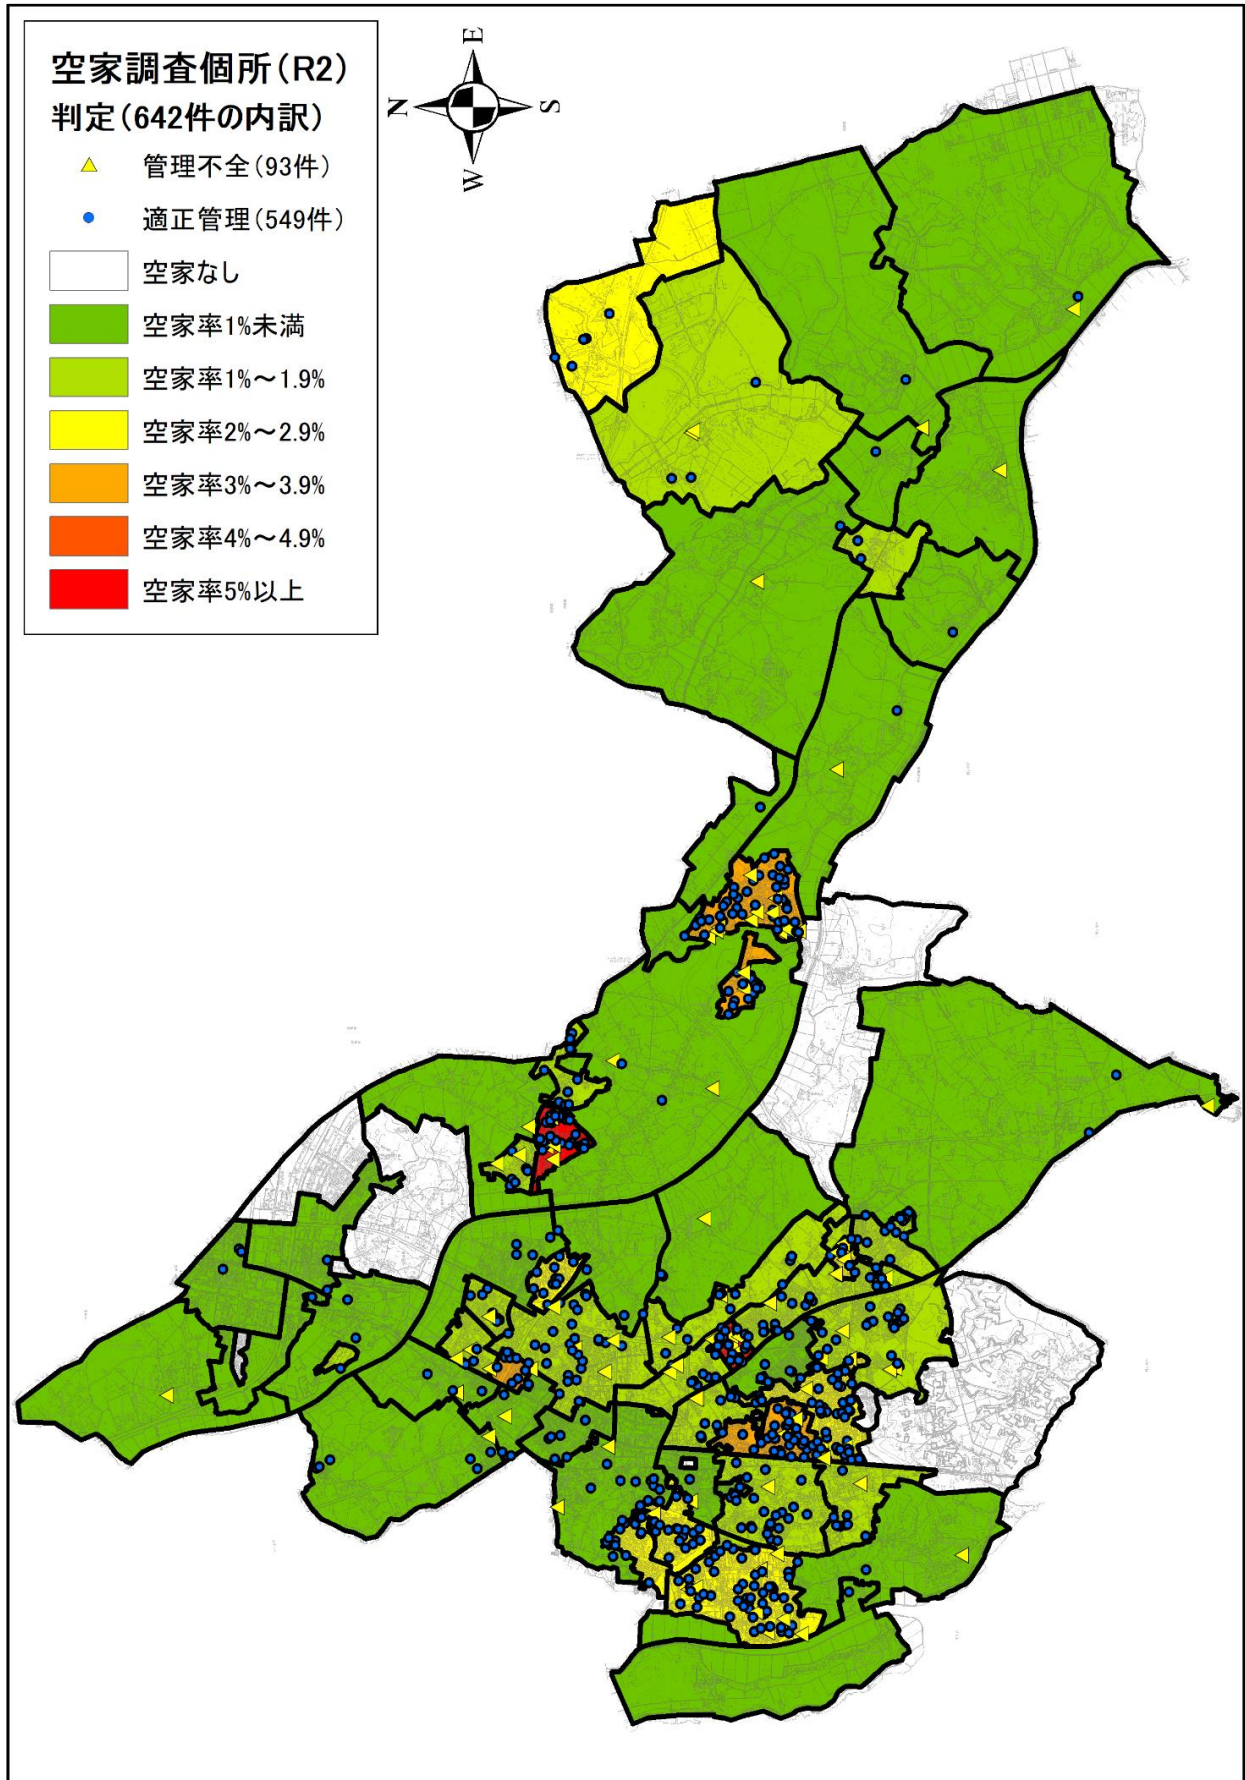 空家調査個所(R2)
判定(642件の内訳)
管理不全(93件)
適正管理(549件)
空家なし
空家率1%未満
空家率1%～1.9%
空家率2%～2.9%
空家率3%～3.9%
空家率4%～4.9%
空家率5%以上
E
N
S
W